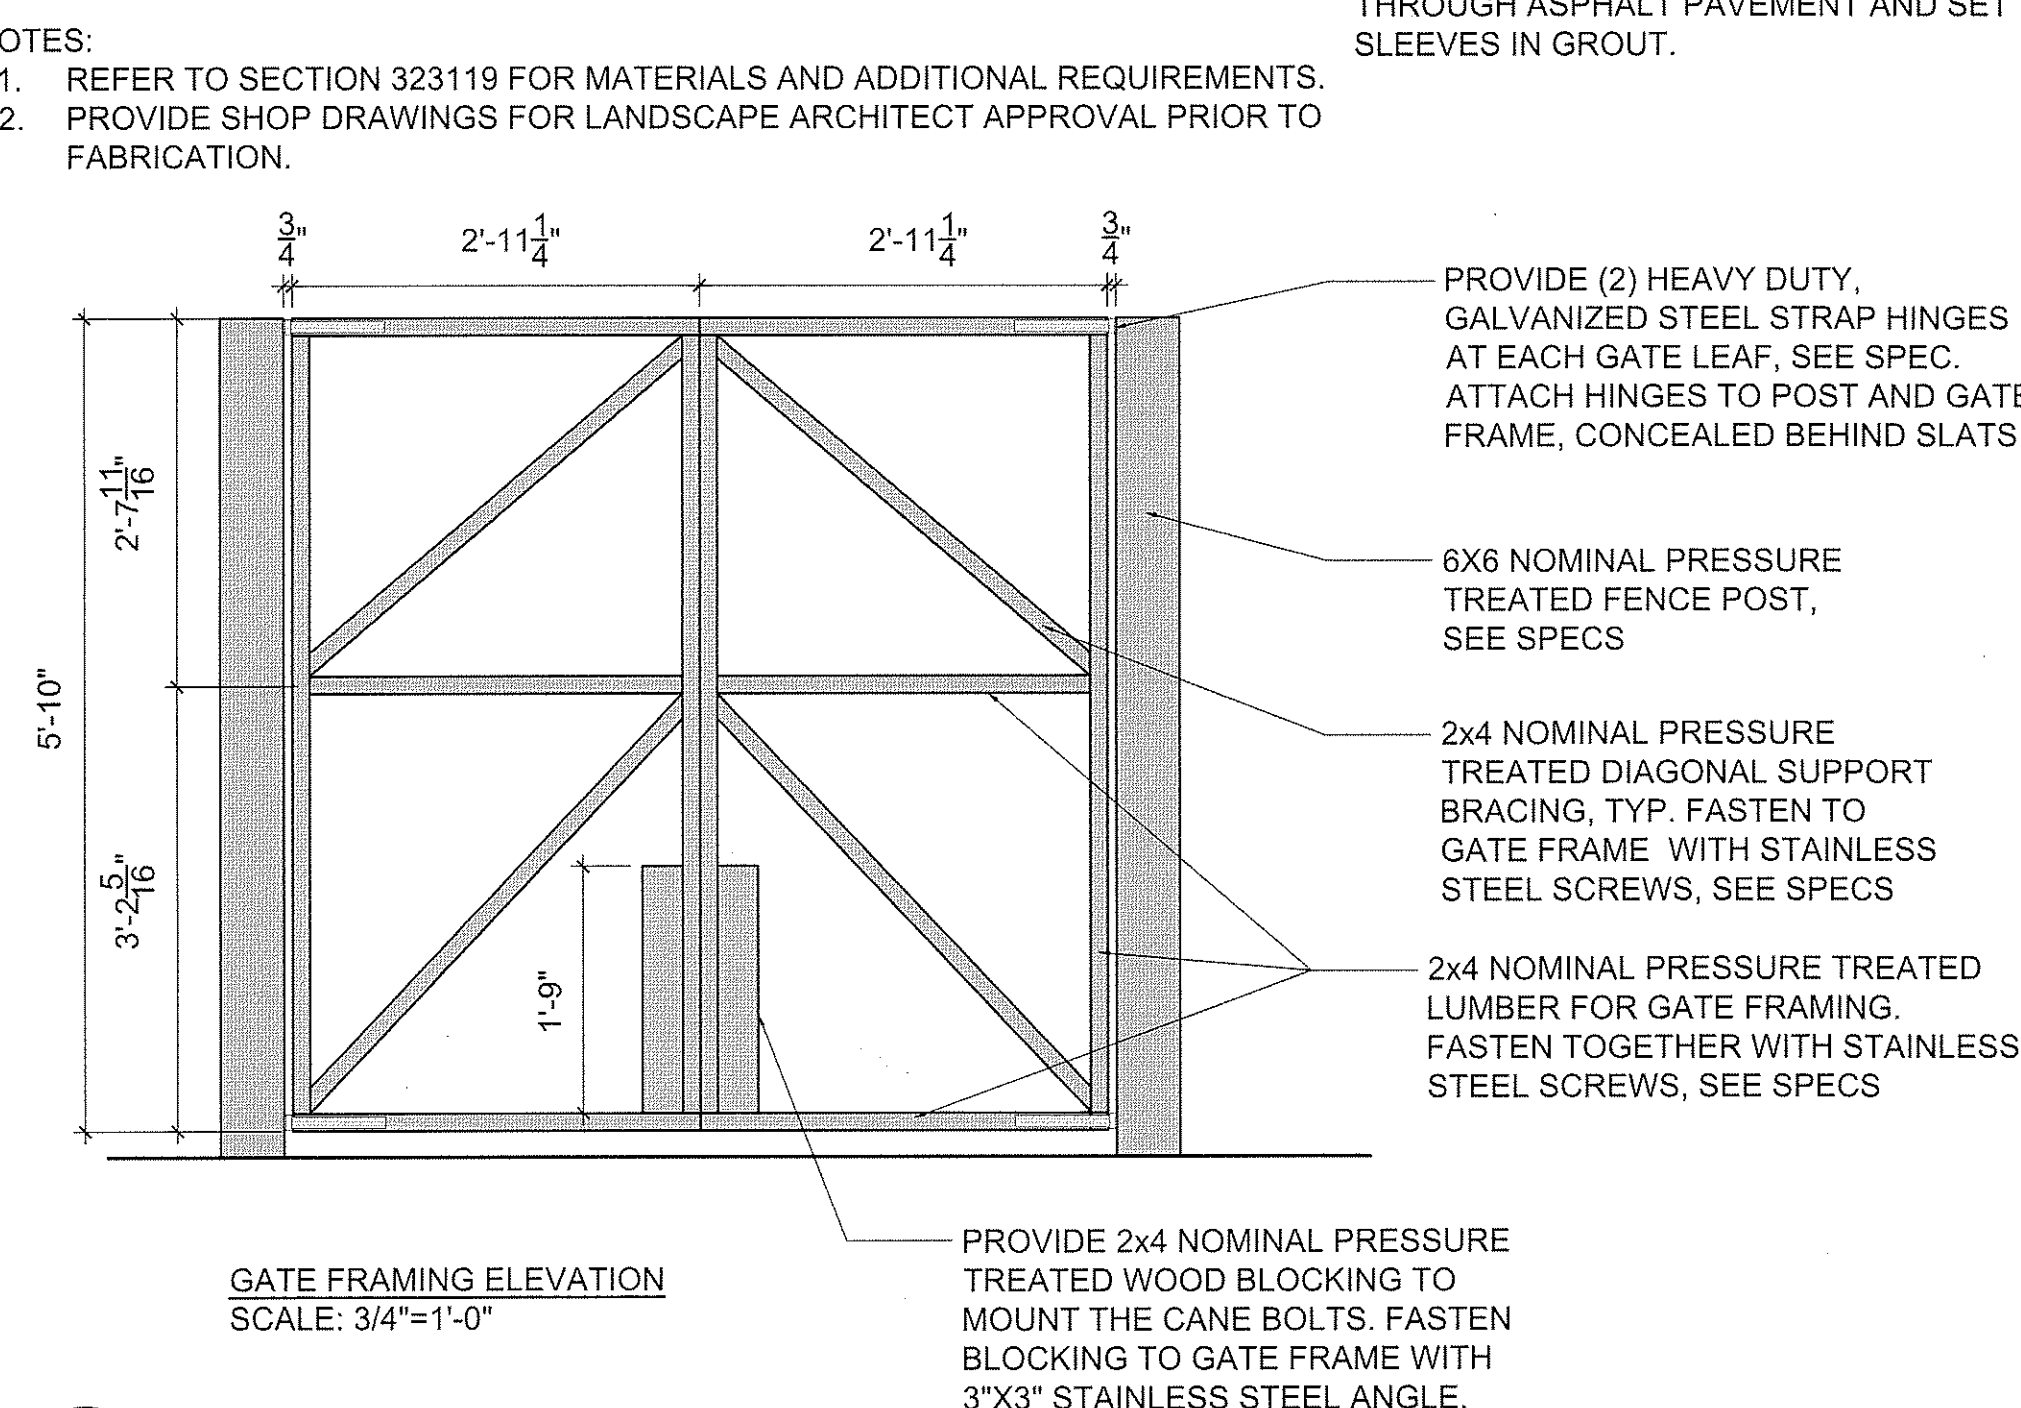 THROUGH ASPHALT PAVEMENT AND SET
SLEEVES IN GROUT.
OTES:
1. REFER TO SECTION 323119 FOR MATERIALS AND ADDITIONAL REQUIREMENTS.
2. PROVIDE SHOP DRAWINGS FOR LANDSCAPE ARCHITECT APPROVAL PRIOR TO
FABRICATION.
3/4"
2'-11 1/4"
2'-11 1/4"
3/4"
PROVIDE (2) HEAVY DUTY,
GALVANIZED STEEL STRAP HINGES
AT EACH GATE LEAF, SEE SPEC.
ATTACH HINGES TO POST AND GATE
FRAME, CONCEALED BEHIND SLATS
2'-7 11/16"
6X6 NOMINAL PRESSURE
TREATED FENCE POST,
SEE SPECS
5'-10"
2x4 NOMINAL PRESSURE
TREATED DIAGONAL SUPPORT
BRACING, TYP. FASTEN TO
GATE FRAME WITH STAINLESS
STEEL SCREWS, SEE SPECS
3'-2 5/16"
1'-9"
2x4 NOMINAL PRESSURE TREATED
LUMBER FOR GATE FRAMING.
FASTEN TOGETHER WITH STAINLESS
STEEL SCREWS, SEE SPECS
PROVIDE 2x4 NOMINAL PRESSURE
TREATED WOOD BLOCKING TO
MOUNT THE CANE BOLTS. FASTEN
BLOCKING TO GATE FRAME WITH
3"X3" STAINLESS STEEL ANGLE.
GATE FRAMING ELEVATION
SCALE: 3/4"=1'-0"